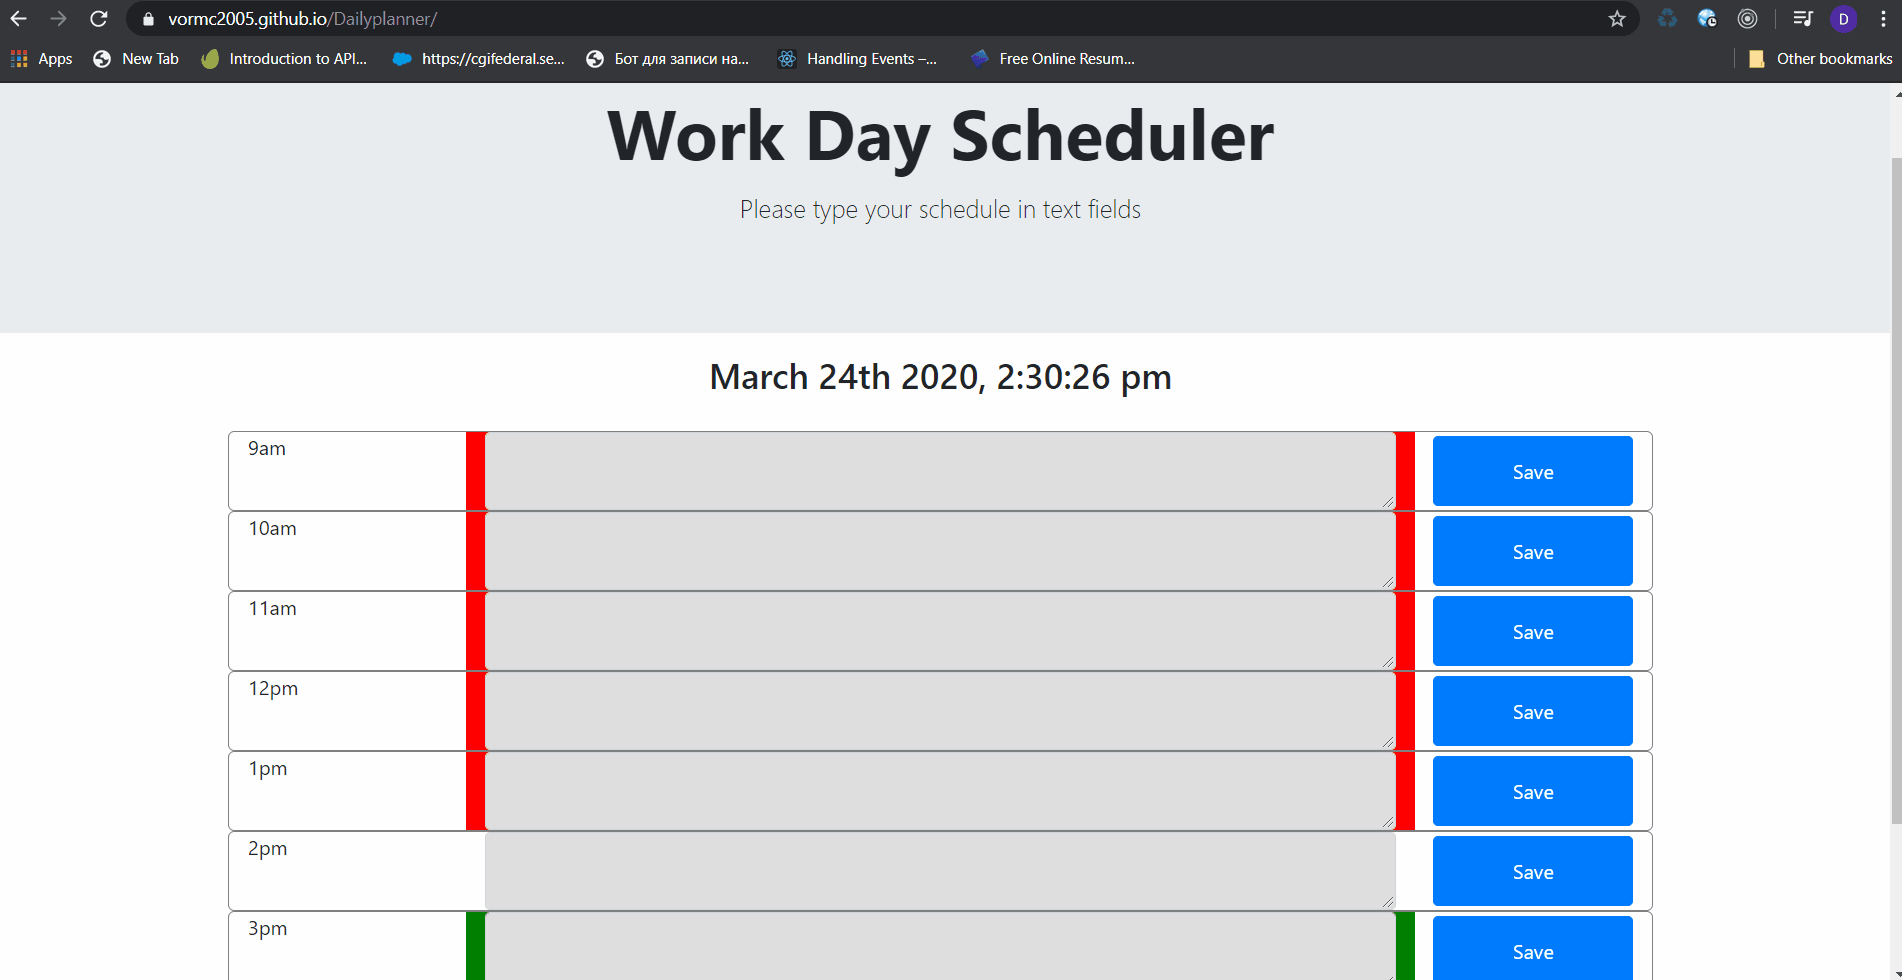 vormc2005.github.io/Dailyplanner/
D
Apps
New Tab
Introduction to API...
https://cgifederal.se...
Бот для записи на...
Handling Events –...
Free Online Resum...
Other bookmarks
Work Day Scheduler
Please type your schedule in text fields
March 24th 2020, 2:30:26 pm
9am
Save
10am
Save
11am
Save
12pm
Save
1pm
Save
2pm
Save
3pm
Save